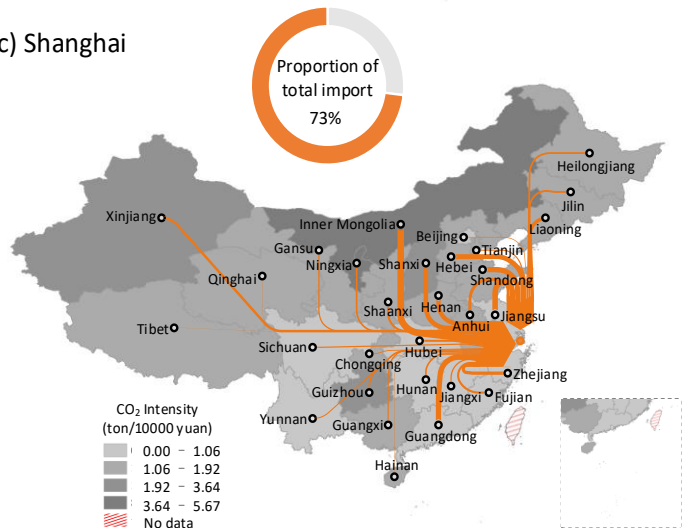 c) Shanghai
Proportion of
total import
73%
Heilongjiang
Jilin
Liaoning
Xinjiang
Inner Mongolia
Beijing
Tianjin
Gansu
Ningxia
Shanxi
Hebei
Shandong
Qinghai
Shaanxi
Henan
Anhui
Jiangsu
Tibet
Sichuan
Hubei
Chongqing
Zhejiang
Hunan
Jiangxi
Fujian
Guizhou
Yunnan
Guangxi
Guangdong
Hainan
CO₂ Intensity
(ton/10000 yuan)
0.00 - 1.06
1.06 - 1.92
1.92 - 3.64
3.64 - 5.67
No data